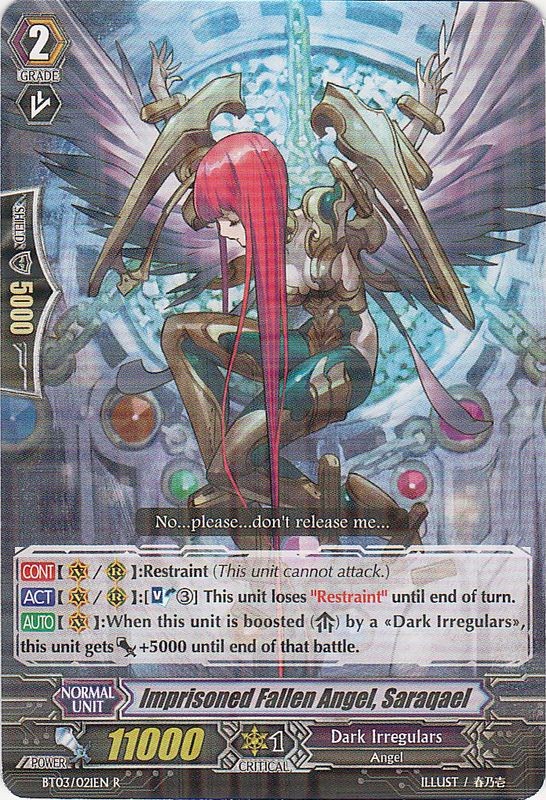 2
GRADE
SHIELD
5000
No...please...don't release me...
CONT【 / 】:Restraint (This unit cannot attack.)
ACT【 / 】:[V③] This unit loses "Restraint" until end of turn.
AUTO【 】:When this unit is boosted ( ) by a «Dark Irregulars»,
this unit gets +5000 until end of that battle.
NORMAL
UNIT
Imprisoned Fallen Angel, Saraqael
POWER
11000
1
CRITICAL
Dark Irregulars
Angel
BT03/021EN R
ILLUST / 春乃壱